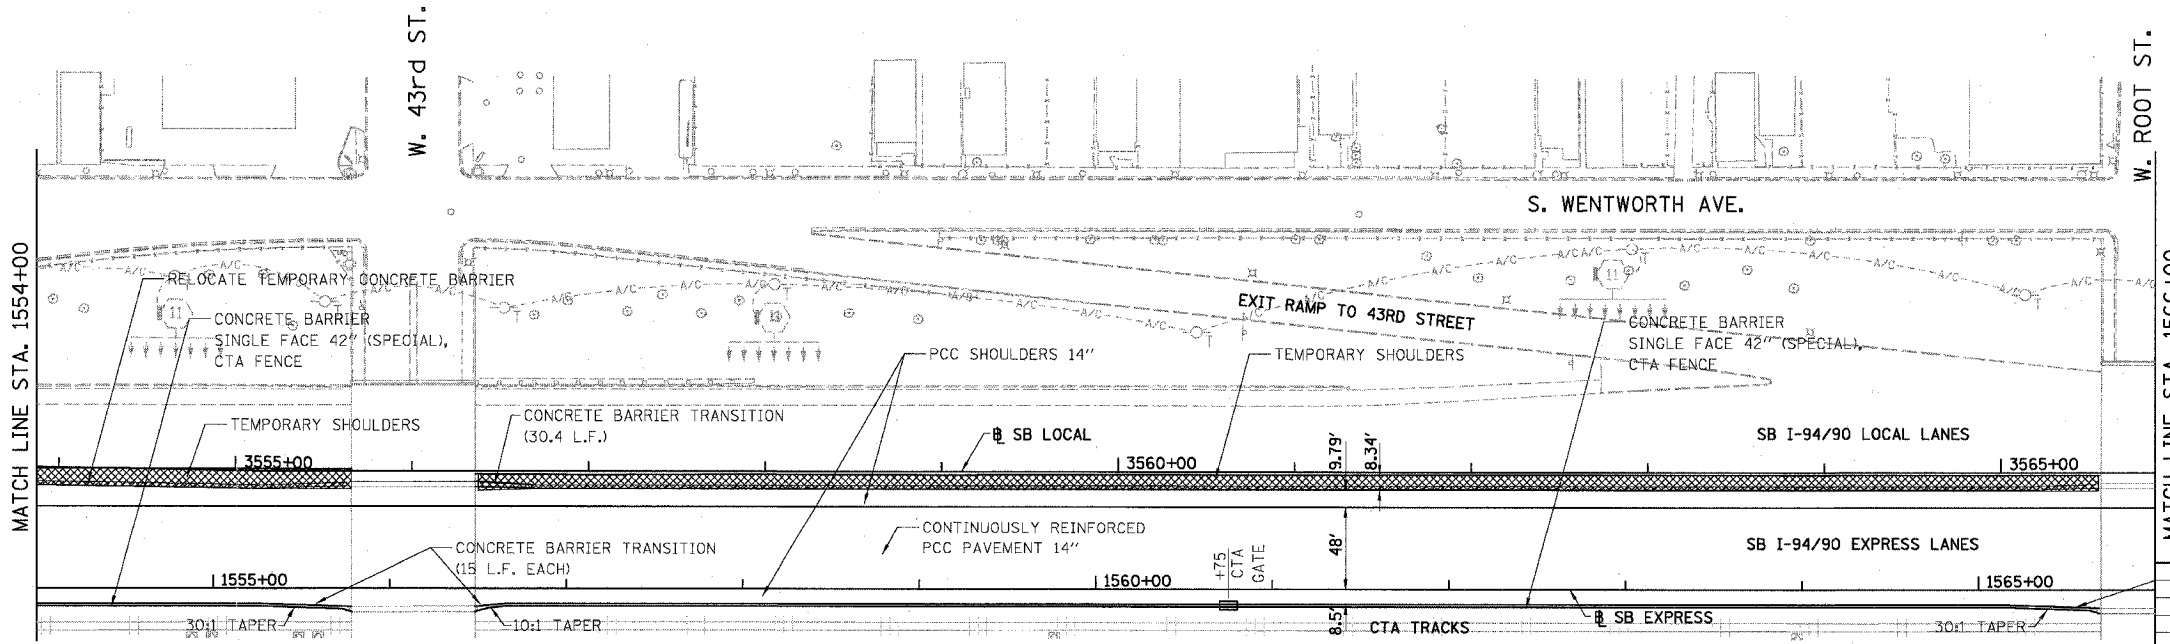 W. 43rd ST.
W. ROOT ST.
S. WENTWORTH AVE.
MATCH LINE STA. 1554+00
RELOCATE TEMPORARY CONCRETE BARRIER
CONCRETE BARRIER
SINGLE FACE 42" (SPECIAL),
CTA FENCE
11
13
11
EXIT RAMP TO 43RD STREET
CONCRETE BARRIER
SINGLE FACE 42" (SPECIAL),
CTA FENCE
PCC SHOULDERS 14"
TEMPORARY SHOULDERS
TEMPORARY SHOULDERS
CONCRETE BARRIER TRANSITION
(30.4 L.F.)
SB LOCAL
SB I-94/90 LOCAL LANES
3555+00
3560+00
3565+00
9.79'
8.34'
CONTINUOUSLY REINFORCED
PCC PAVEMENT 14"
CONCRETE BARRIER TRANSITION
(15 L.F. EACH)
48'
SB I-94/90 EXPRESS LANES
+75
CTA
GATE
1555+00
1560+00
1565+00
30:1 TAPER
10:1 TAPER
8.5'
CTA TRACKS
SB EXPRESS
30:1 TAPER